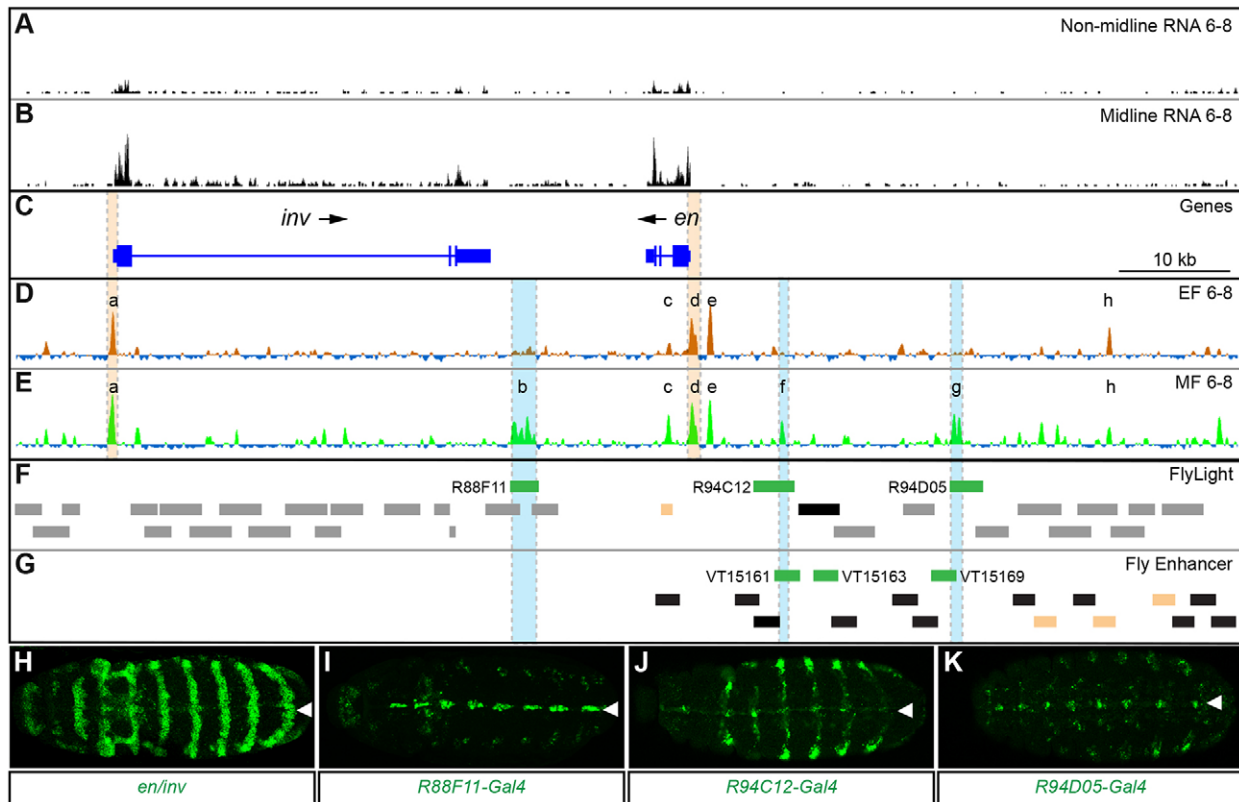 A
Non-midline RNA 6-8
B
Midline RNA 6-8
C
Genes
inv
en
10 kb
D
EF 6-8
a
c
d
e
h
E
MF 6-8
a
b
c
d
e
f
g
h
F
FlyLight
R88F11
R94C12
R94D05
G
Fly Enhancer
VT15161
VT15163
VT15169
H
I
J
K
en/inv
R88F11-Gal4
R94C12-Gal4
R94D05-Gal4